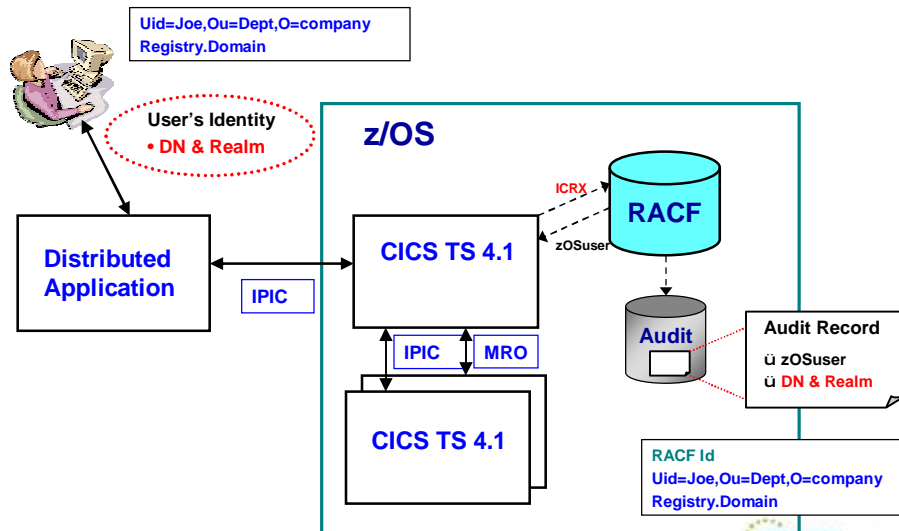 Uid=Joe,Ou=Dept,O=company
Registry.Domain
User's Identity
• DN & Realm
z/OS
ICRX
RACF
zOSuser
CICS TS 4.1
Distributed
Application
IPIC
Audit
Audit Record
ü zOSuser
ü DN & Realm
IPIC
MRO
CICS TS 4.1
RACF Id
Uid=Joe,Ou=Dept,O=company
Registry.Domain